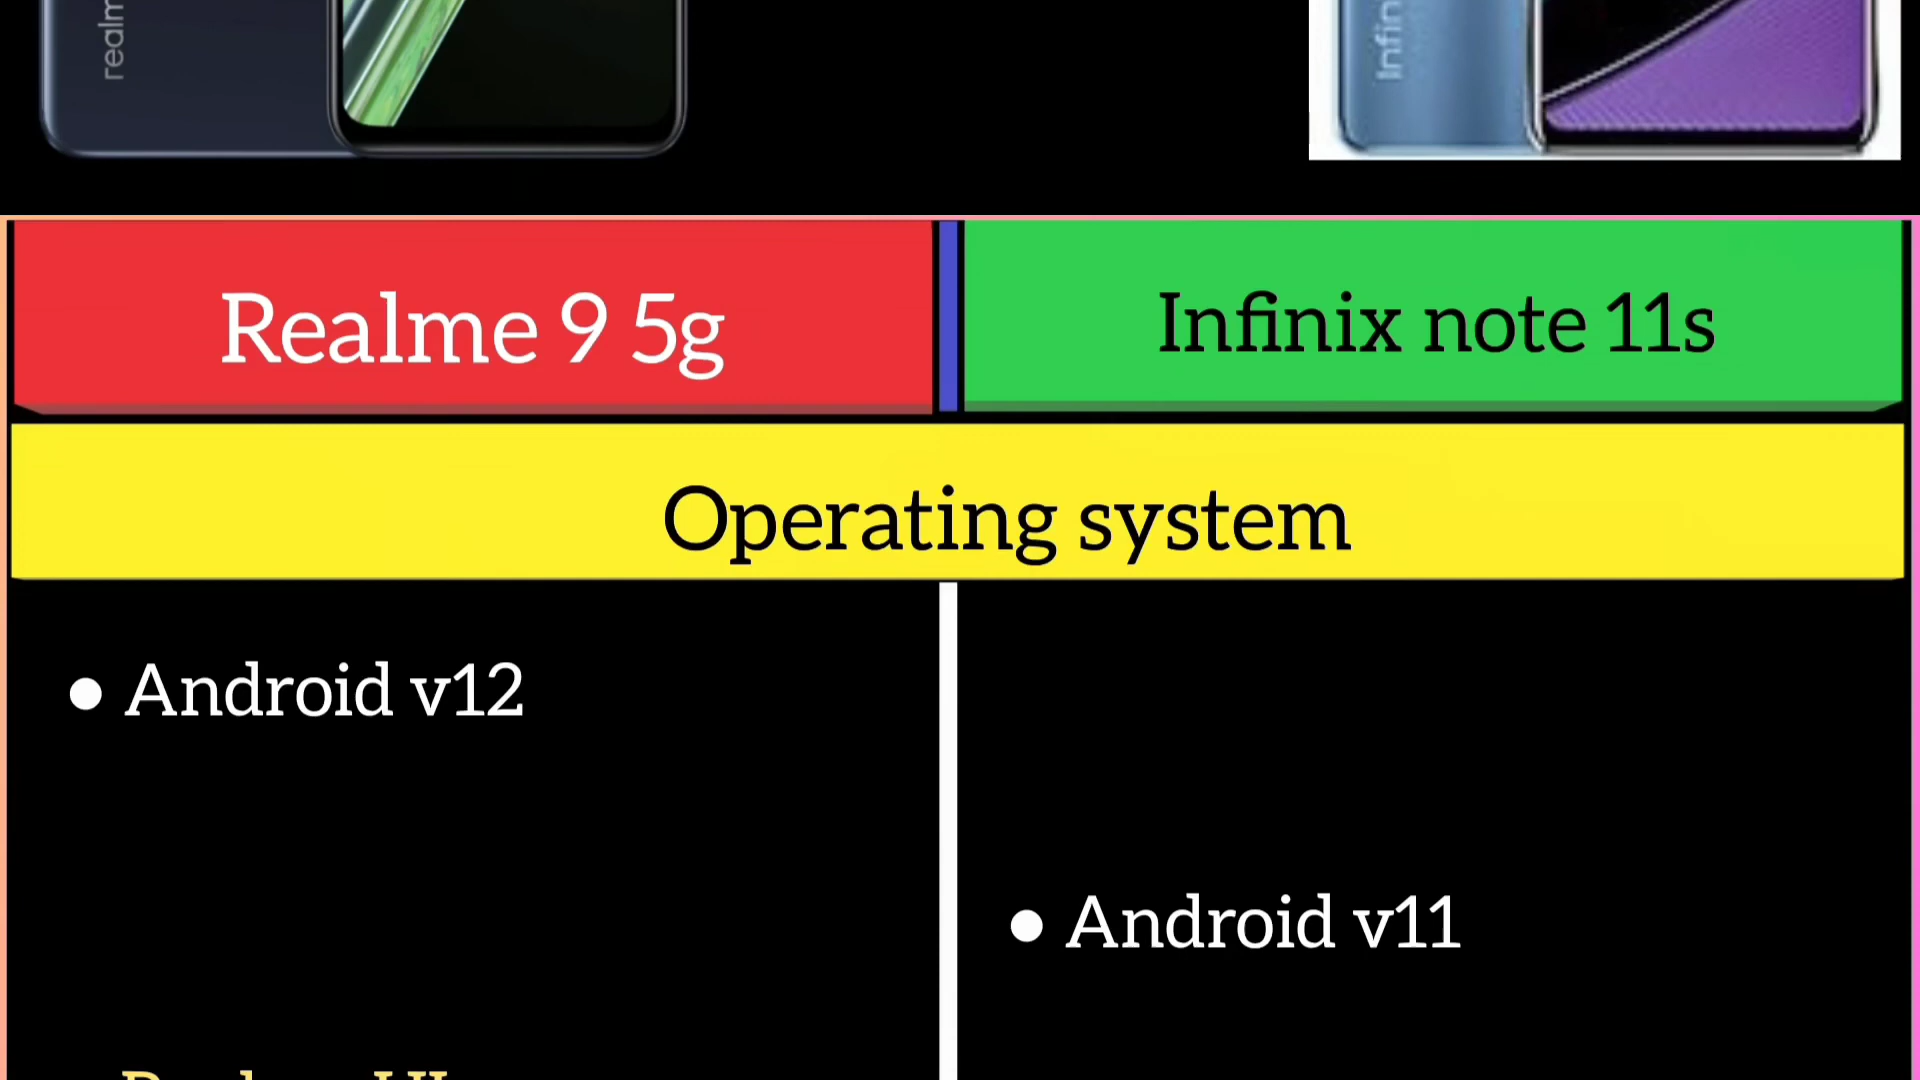 realm
Infin
Realme 9 5g
Infinix note 11s
Operating system
● Android v12
● Android v11